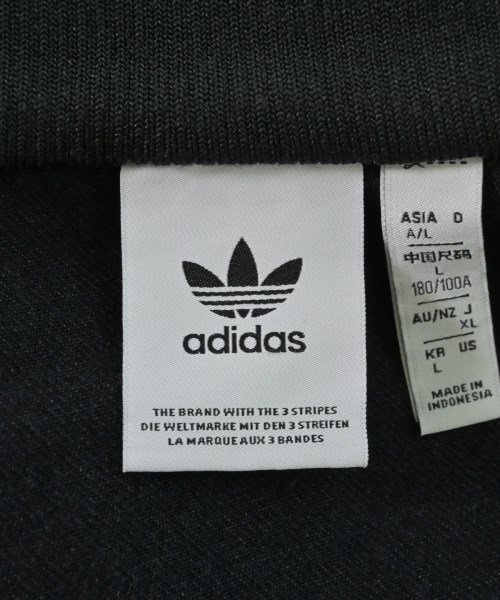 adidas
THE BRAND WITH THE 3 STRIPES
DIE WELTMARKE MIT DEN 3 STREIFEN
LA MARQUE AUX 3 BANDES
ASIA D
A/L
中国尺码
L
180/100A
AU/NZ J
XL
KR US
L
MADE IN
INDONESIA